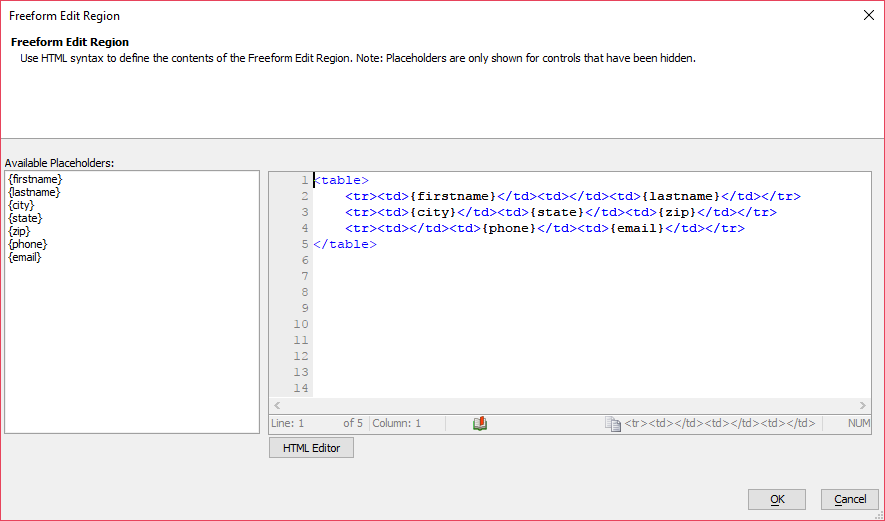 Freeform Edit Region
Freeform Edit Region
Use HTML syntax to define the contents of the Freeform Edit Region. Note: Placeholders are only shown for controls that have been hidden.
Available Placeholders:
{firstname}
{lastname}
{city}
{state}
{zip}
{phone}
{email}
1 <table>
2     <tr><td>{firstname}</td><td></td><td>{lastname}</td></tr>
3     <tr><td>{city}</td><td>{state}</td><td>{zip}</td></tr>
4     <tr><td></td><td>{phone}</td><td>{email}</td></tr>
5 </table>
6
7
8
9
10
11
12
13
14
Line: 1 of 5 Column: 1 <tr><td></td><td></td><td></td> NUM
HTML Editor
OK Cancel